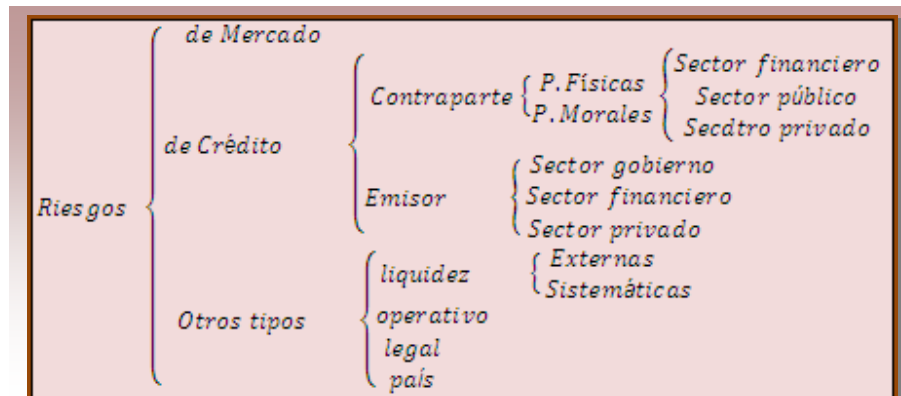 de Mercado
Sector financiero
P.Físicas
Contraparte
Sector público
P.Morales
Secdtro privado
de Crédito
Sector gobierno
Emisor
Sector financiero
Riesgos
Sector privado
Externas
liquidez
Sistemáticas
Otros tipos
operativo
legal
país